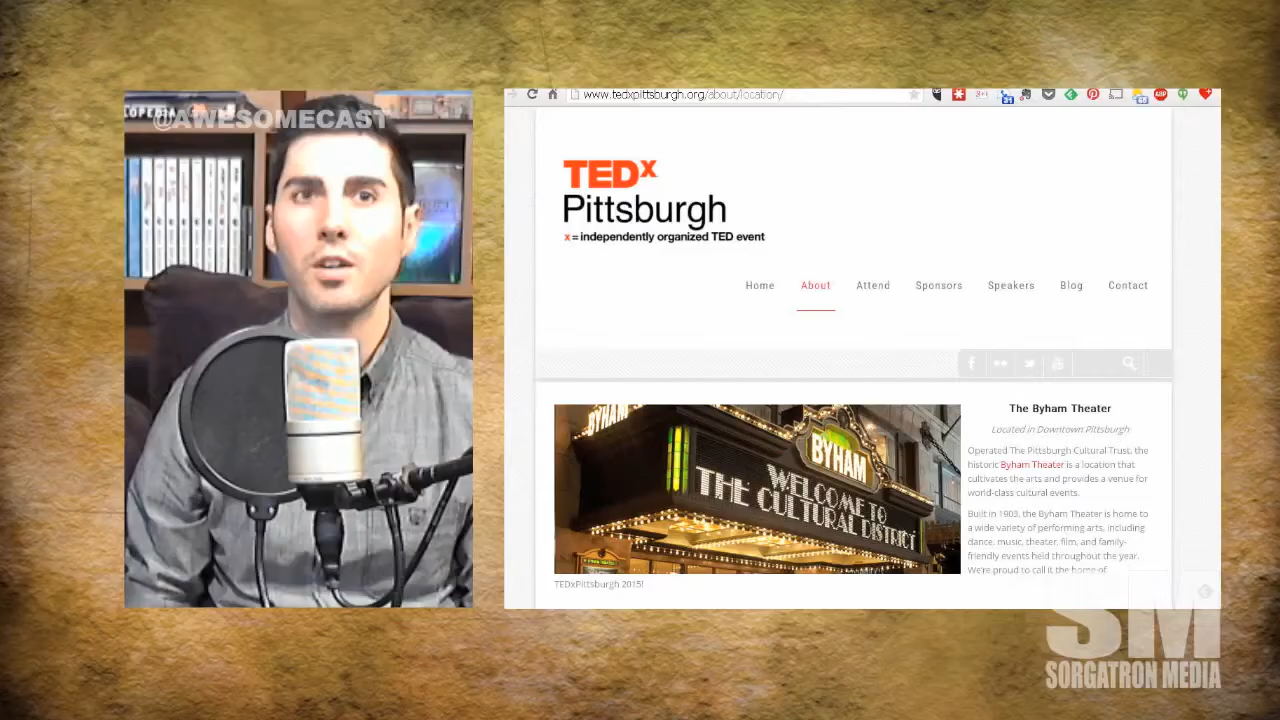 LOPEDIA
@AWESOMECAST
www.tedxpittsburgh.org/about/location/
TEDx
Pittsburgh
x = independently organized TED event
Home About Attend Sponsors Speakers Blog Contact
The Byham Theater
Located in Downtown Pittsburgh
Operated The Pittsburgh Cultural Trust, the
historic Byham Theater is a location that
cultivates the arts and provides a venue for
world-class cultural events.
Built in 1903, the Byham Theater is home to
a wide variety of performing arts, including
dance, music, theater, film, and family-
friendly events held throughout the year.
We're proud to call it the home of
BYHAM
BYHAM
WELCOME TO
THE CULTURAL DISTRICT
TEDxPittsburgh 2015!
SM
SORGATRON MEDIA